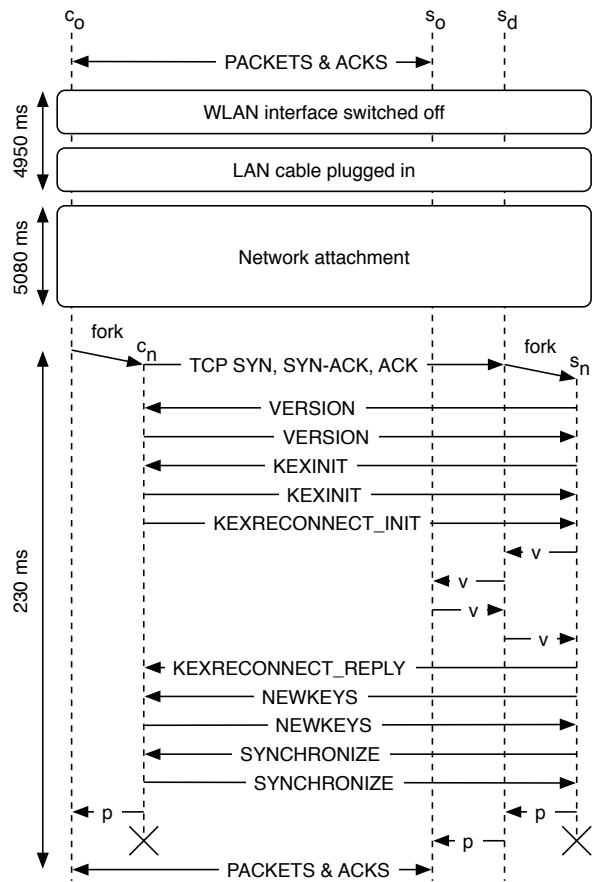 c_o s_o s_d
PACKETS & ACKS
4950 ms
WLAN interface switched off
LAN cable plugged in
5080 ms
Network attachment
fork
c_n
TCP SYN, SYN-ACK, ACK
fork
s_n
230 ms
VERSION
VERSION
KEXINIT
KEXINIT
KEXRECONNECT_INIT
v
v
v
v
KEXRECONNECT_REPLY
NEWKEYS
NEWKEYS
SYNCHRONIZE
SYNCHRONIZE
p p
p
PACKETS & ACKS